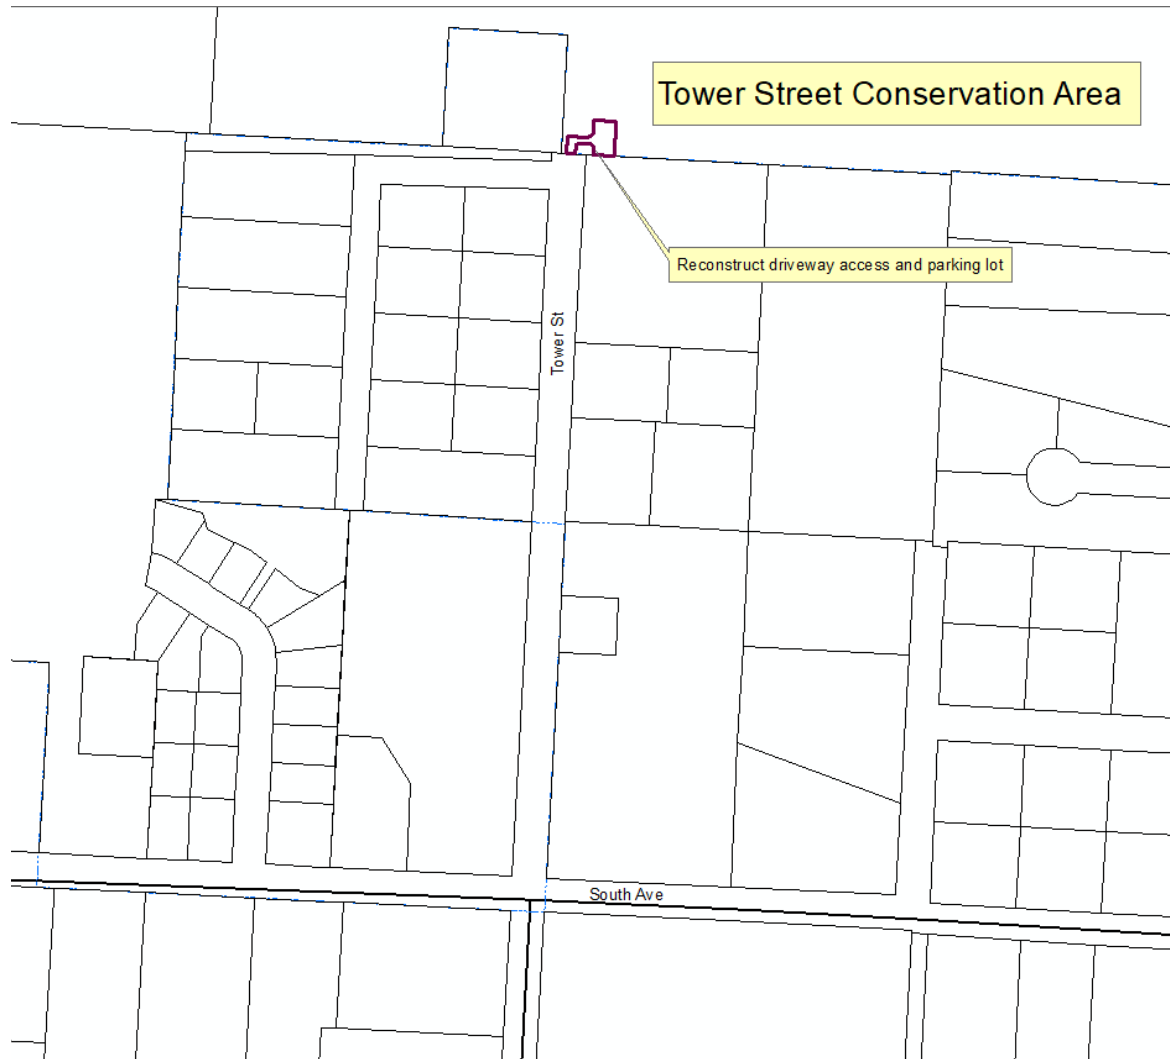 Tower Street Conservation Area
Reconstruct driveway access and parking lot
Tower St
South Ave